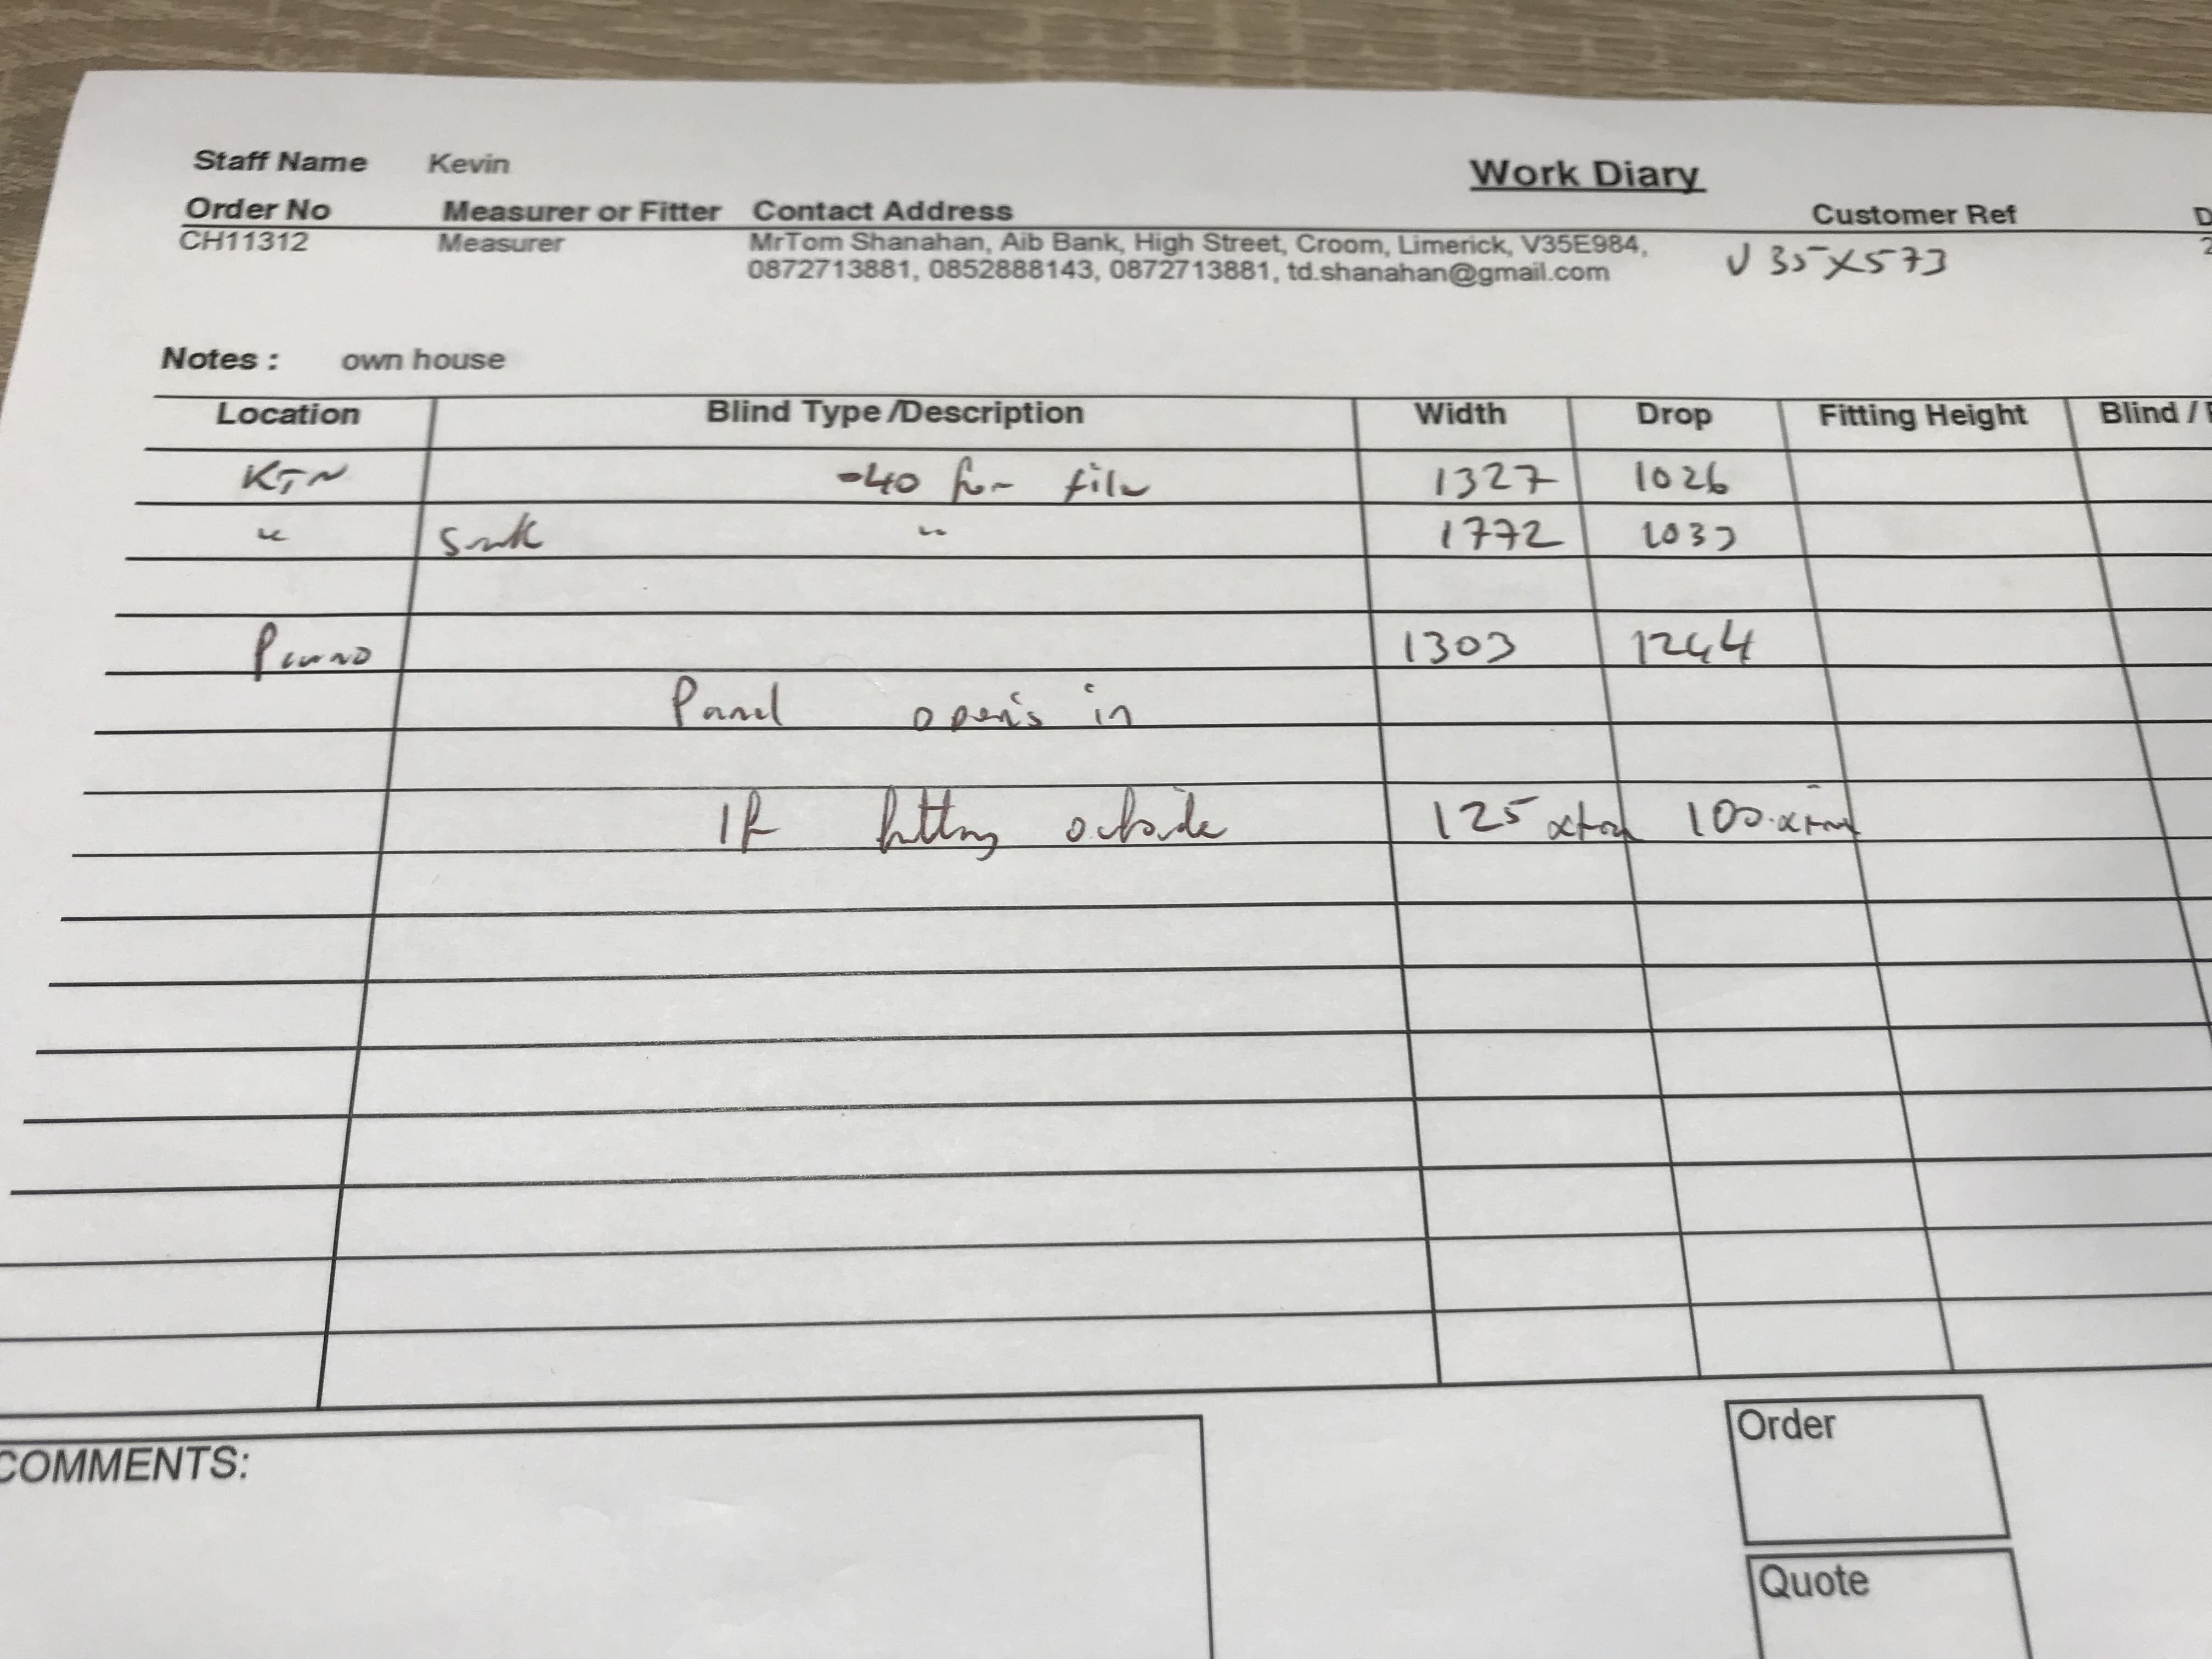 Staff Name Kevin
Work Diary
Order No Measurer or Fitter Contact Address Customer Ref D
CH11312 Measurer MrTom Shanahan, Aib Bank, High Street, Croom, Limerick, V35E984, 2
0872713881, 0852888143, 0872713881, td.shanahan@gmail.com V35X573
Notes : own house
Location Blind Type /Description Width Drop Fitting Height Blind /
KTN -40 for 1327 1026
" Sink " 1772
1303 1244
Panel open's in
If fitting outside 125 xtra 100 xtra
COMMENTS:
Order
Quote